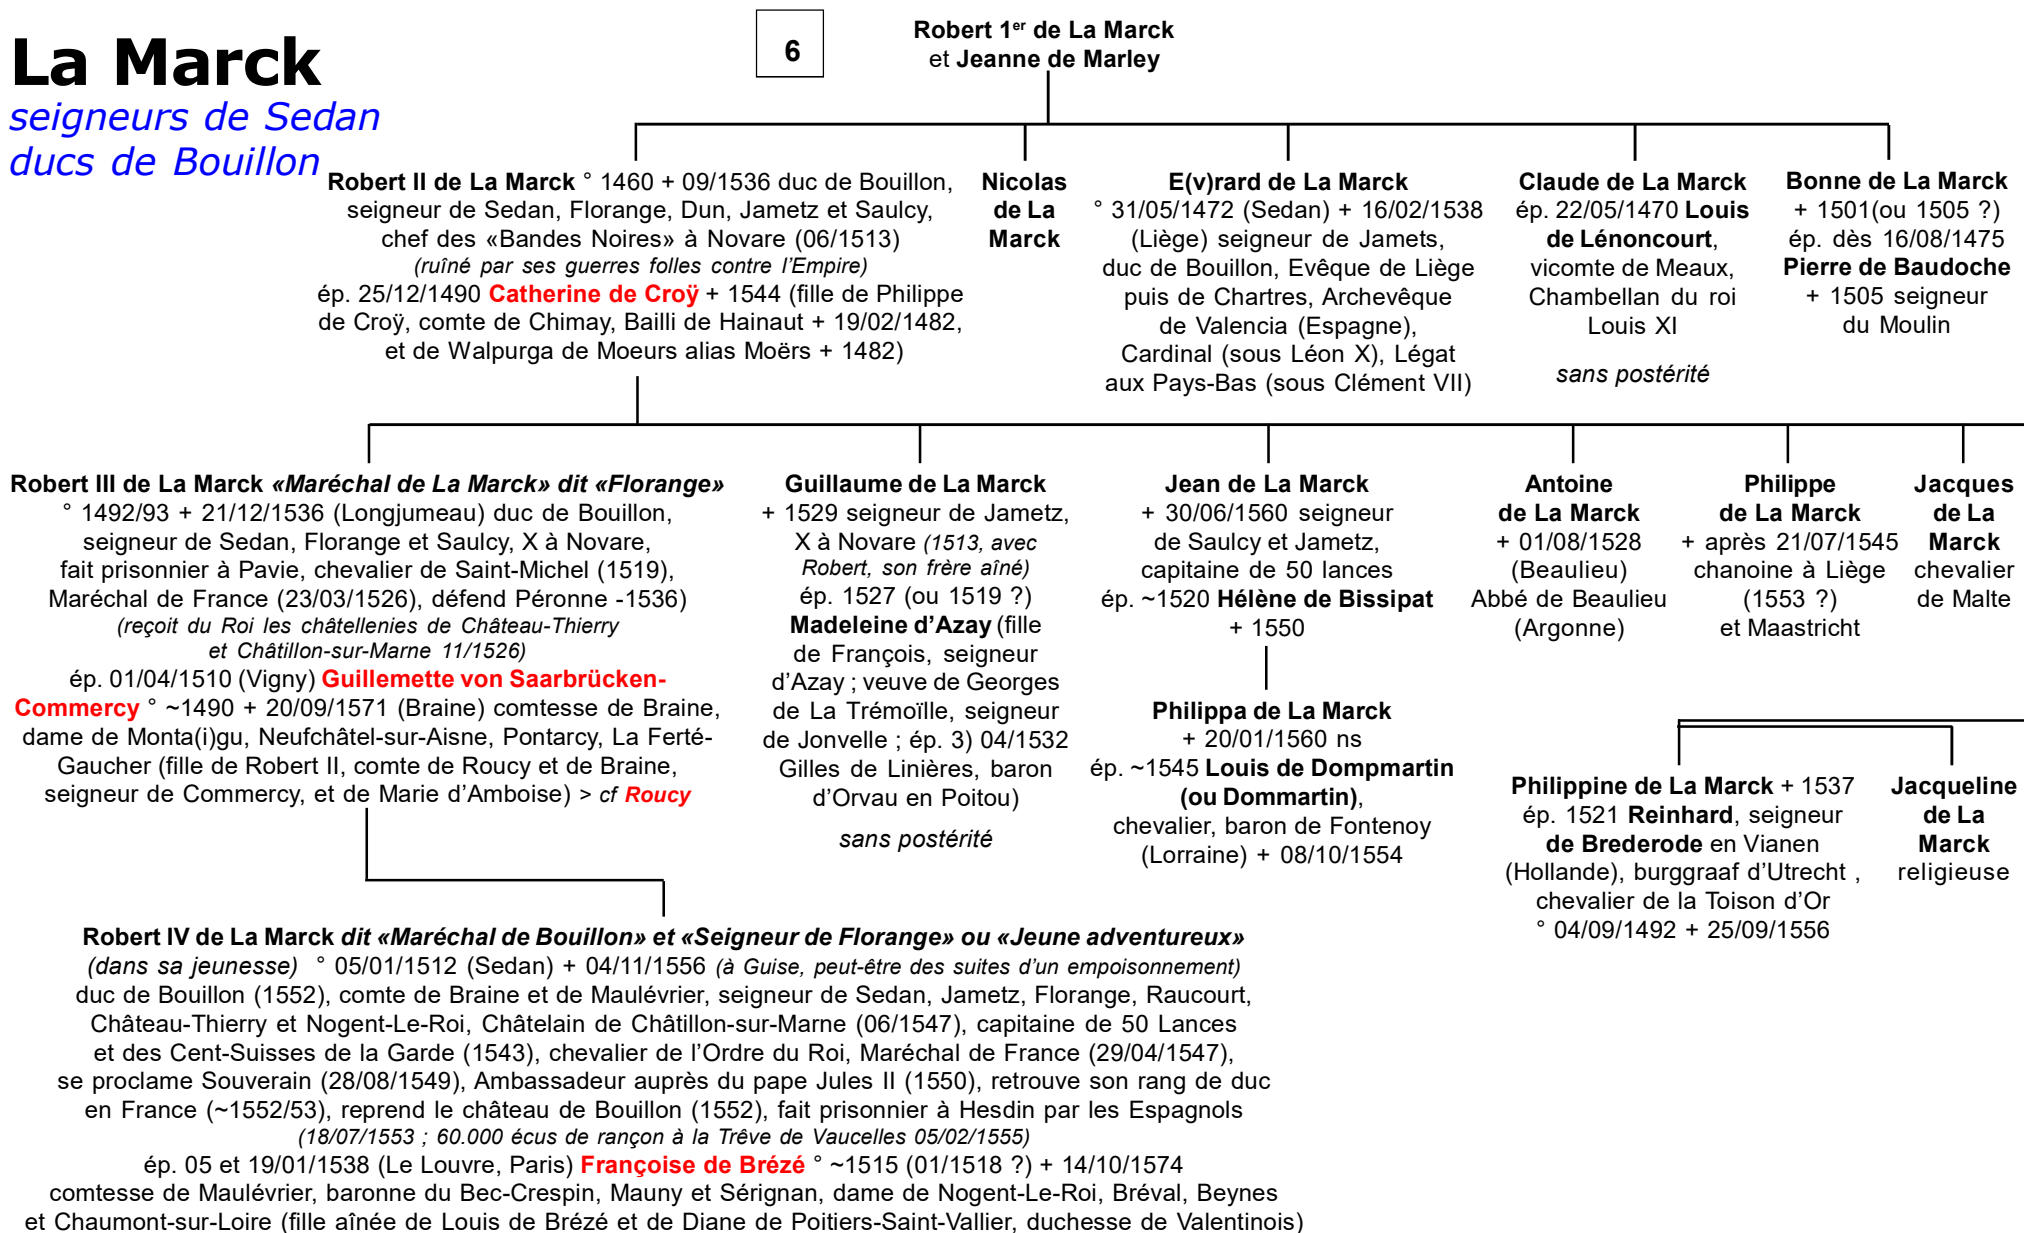 La Marck
seigneurs de Sedan
ducs de Bouillon
6
Robert 1er de La Marck
et Jeanne de Marley
Robert II de La Marck ° 1460 + 09/1536 duc de Bouillon,
seigneur de Sedan, Florange, Dun, Jametz et Saulcy,
chef des «Bandes Noires» à Novare (06/1513)
(ruîné par ses guerres folles contre l'Empire)
ép. 25/12/1490 Catherine de Croÿ + 1544 (fille de Philippe
de Croÿ, comte de Chimay, Bailli de Hainaut + 19/02/1482,
et de Walpurga de Moeurs alias Moërs + 1482)
Nicolas
de La
Marck
E(v)rard de La Marck
° 31/05/1472 (Sedan) + 16/02/1538
(Liège) seigneur de Jamets,
duc de Bouillon, Evêque de Liège
puis de Chartres, Archevêque
de Valencia (Espagne),
Cardinal (sous Léon X), Légat
aux Pays-Bas (sous Clément VII)
Claude de La Marck
ép. 22/05/1470 Louis
de Lénoncourt,
vicomte de Meaux,
Chambellan du roi
Louis XI
sans postérité
Bonne de La Marck
+ 1501(ou 1505 ?)
ép. dès 16/08/1475
Pierre de Baudoche
+ 1505 seigneur
du Moulin
Robert III de La Marck «Maréchal de La Marck» dit «Florange»
° 1492/93 + 21/12/1536 (Longjumeau) duc de Bouillon,
seigneur de Sedan, Florange et Saulcy, X à Novare,
fait prisonnier à Pavie, chevalier de Saint-Michel (1519),
Maréchal de France (23/03/1526), défend Péronne -1536)
(reçoit du Roi les châtellenies de Château-Thierry
et Châtillon-sur-Marne 11/1526)
ép. 01/04/1510 (Vigny) Guillemette von Saarbrücken-
Commercy ° ~1490 + 20/09/1571 (Braine) comtesse de Braine,
dame de Monta(i)gu, Neufchâtel-sur-Aisne, Pontarcy, La Ferté-
Gaucher (fille de Robert II, comte de Roucy et de Braine,
seigneur de Commercy, et de Marie d'Amboise) > cf Roucy
Guillaume de La Marck
+ 1529 seigneur de Jametz,
X à Novare (1513, avec
Robert, son frère aîné)
ép. 1527 (ou 1519 ?)
Madeleine d'Azay (fille
de François, seigneur
d'Azay ; veuve de Georges
de La Trémoïlle, seigneur
de Jonvelle ; ép. 3) 04/1532
Gilles de Linières, baron
d'Orvau en Poitou)
sans postérité
Jean de La Marck
+ 30/06/1560 seigneur
de Saulcy et Jametz,
capitaine de 50 lances
ép. ~1520 Hélène de Bissipat
+ 1550
Philippa de La Marck
+ 20/01/1560 ns
ép. ~1545 Louis de Dompmartin
(ou Dommartin),
chevalier, baron de Fontenoy
(Lorraine) + 08/10/1554
Antoine
de La Marck
+ 01/08/1528
(Beaulieu)
Abbé de Beaulieu
(Argonne)
Philippe
de La Marck
+ après 21/07/1545
chanoine à Liège
(1553 ?)
et Maastricht
Jacques
de La
Marck
chevalier
de Malte
Philippine de La Marck + 1537
ép. 1521 Reinhard, seigneur
de Brederode en Vianen
(Hollande), burggraaf d'Utrecht ,
chevalier de la Toison d'Or
° 04/09/1492 + 25/09/1556
Jacqueline
de La
Marck
religieuse
Robert IV de La Marck dit «Maréchal de Bouillon» et «Seigneur de Florange» ou «Jeune adventureux»
(dans sa jeunesse) ° 05/01/1512 (Sedan) + 04/11/1556 (à Guise, peut-être des suites d'un empoisonnement)
duc de Bouillon (1552), comte de Braine et de Maulévrier, seigneur de Sedan, Jametz, Florange, Raucourt,
Château-Thierry et Nogent-Le-Roi, Châtelain de Châtillon-sur-Marne (06/1547), capitaine de 50 Lances
et des Cent-Suisses de la Garde (1543), chevalier de l'Ordre du Roi, Maréchal de France (29/04/1547),
se proclame Souverain (28/08/1549), Ambassadeur auprès du pape Jules II (1550), retrouve son rang de duc
en France (~1552/53), reprend le château de Bouillon (1552), fait prisonnier à Hesdin par les Espagnols
(18/07/1553 ; 60.000 écus de rançon à la Trêve de Vaucelles 05/02/1555)
ép. 05 et 19/01/1538 (Le Louvre, Paris) Françoise de Brézé ° ~1515 (01/1518 ?) + 14/10/1574
comtesse de Maulévrier, baronne du Bec-Crespin, Mauny et Sérignan, dame de Nogent-Le-Roi, Bréval, Beynes
et Chaumont-sur-Loire (fille aînée de Louis de Brézé et de Diane de Poitiers-Saint-Vallier, duchesse de Valentinois)